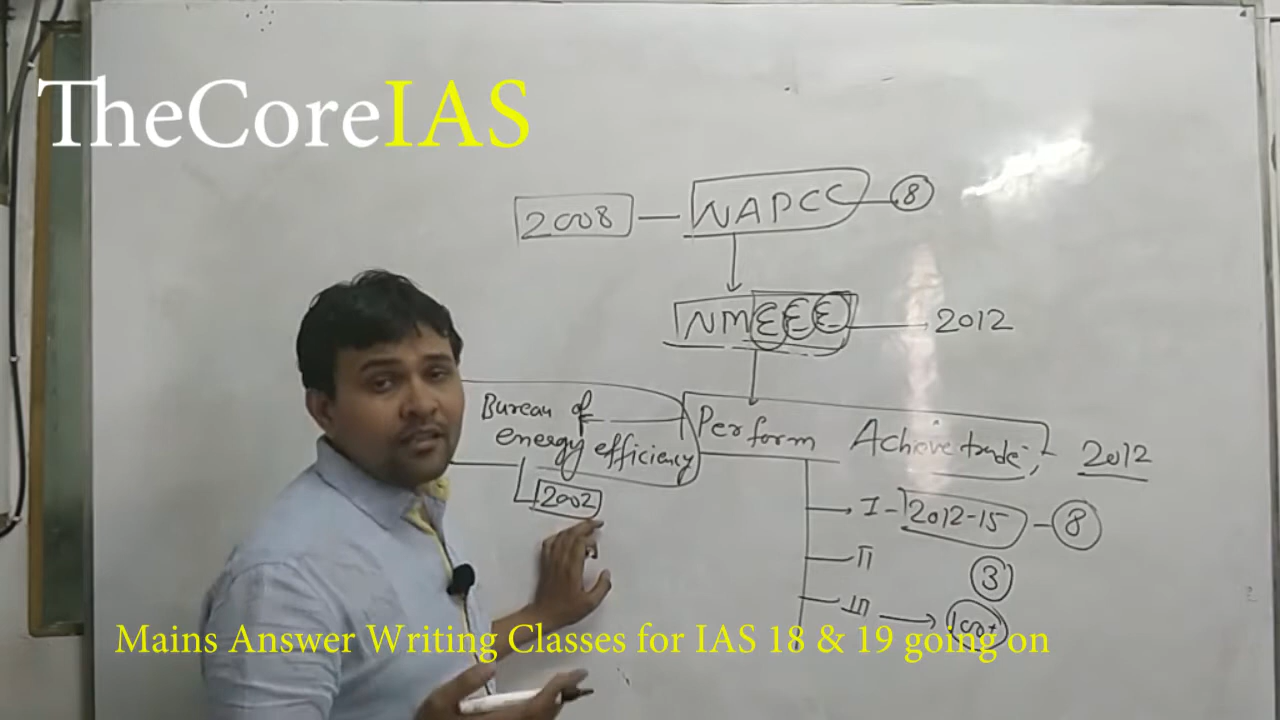 TheCoreIAS
2008 — NAPCC — 8
NMEEE — 2012
Bureau of
energy efficiency
2002
Perform Achieve trade; 2012
I - 2012-15 - 8
II 3
III → 100+
Mains Answer Writing Classes for IAS 18 & 19 going on